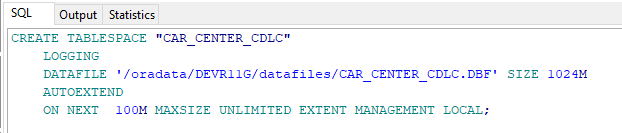 SQL Output Statistics
CREATE TABLESPACE "CAR_CENTER_CDLC"
LOGGING
DATAFILE '/oradata/DEVR11G/datafiles/CAR_CENTER_CDLC.DBF' SIZE 1024M
AUTOEXTEND
ON NEXT  100M MAXSIZE UNLIMITED EXTENT MANAGEMENT LOCAL;